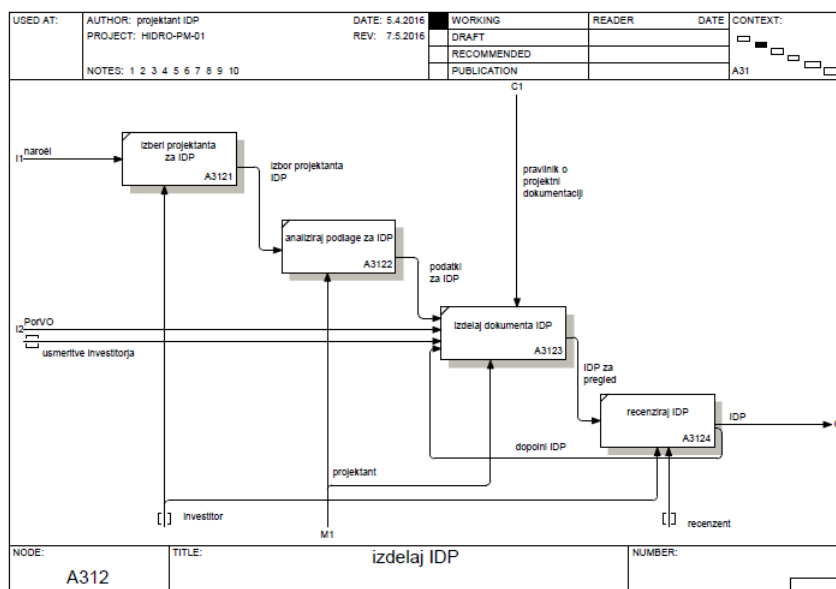 USED AT:
AUTHOR: projektant IDP
DATE: 5.4.2016
WORKING
READER
DATE
CONTEXT:
PROJECT: HIDRO-PM-01
REV: 7.5.2016
DRAFT
RECOMMENDED
NOTES: 1 2 3 4 5 6 7 8 9 10
PUBLICATION
A31
C1
I1
naroči
izberi projektanta
za IDP
A3121
izbor projektanta
IDP
pravilnik o
projektni
dokumentaciji
analiziraj podlage za IDP
A3122
podatki
za IDP
I2
PorVO
usmeritve investitorja
izdelaj dokumenta IDP
A3123
IDP za
pregled
recenziraj IDP
A3124
IDP
dopolni IDP
projektant
investitor
recenzent
M1
NODE:
TITLE:
NUMBER:
A312
izdelaj IDP